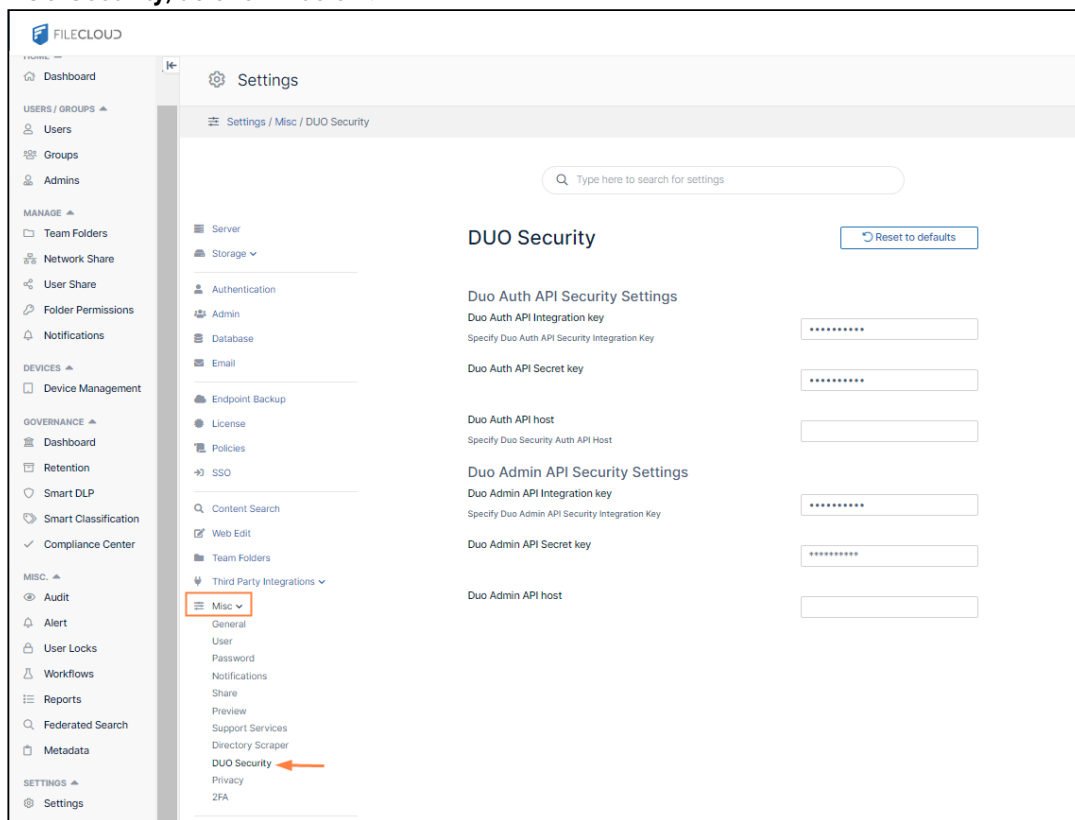 FILECLOUD
HOME
Dashboard
USERS / GROUPS
Users
Groups
Admins
MANAGE
Team Folders
Network Share
User Share
Folder Permissions
Notifications
DEVICES
Device Management
GOVERNANCE
Dashboard
Retention
Smart DLP
Smart Classification
Compliance Center
MISC.
Audit
Alert
User Locks
Workflows
Reports
Federated Search
Metadata
SETTINGS
Settings
Settings
Settings / Misc / DUO Security
Type here to search for settings
Server
Storage
Authentication
Admin
Database
Email
Endpoint Backup
License
Policies
SSO
Content Search
Web Edit
Team Folders
Third Party Integrations
Misc
General
User
Password
Notifications
Share
Preview
Support Services
Directory Scraper
DUO Security
Privacy
2FA
DUO Security
Reset to defaults
Duo Auth API Security Settings
Duo Auth API Integration key
Specify Duo Auth API Security Integration Key
••••••••••
Duo Auth API Secret key
••••••••••
Duo Auth API host
Specify Duo Security Auth API Host
Duo Admin API Security Settings
Duo Admin API Integration key
Specify Duo Admin API Security Integration Key
••••••••••
Duo Admin API Secret key
**********
Duo Admin API host